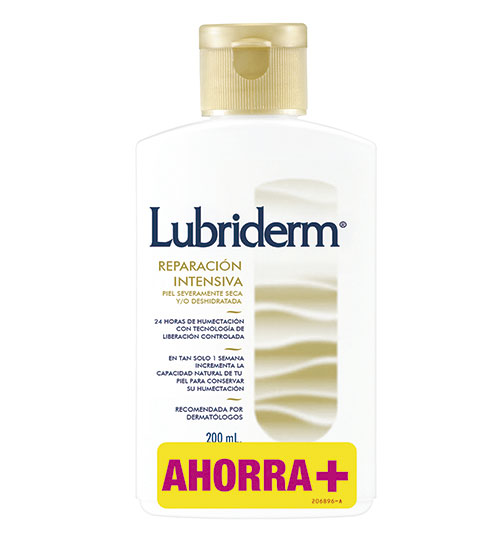 Lubriderm®
REPARACIÓN
INTENSIVA
PIEL SEVERAMENTE SECA
Y/O DESHIDRATADA
24 HORAS DE HUMECTACIÓN
CON TECNOLOGÍA DE
LIBERACIÓN CONTROLADA
EN TAN SOLO 1 SEMANA
INCREMENTA LA
CAPACIDAD NATURAL DE TU
PIEL PARA CONSERVAR
SU HUMECTACIÓN
RECOMENDADA POR
DERMATÓLOGOS
200 mL.
AHORRA+
206896-A